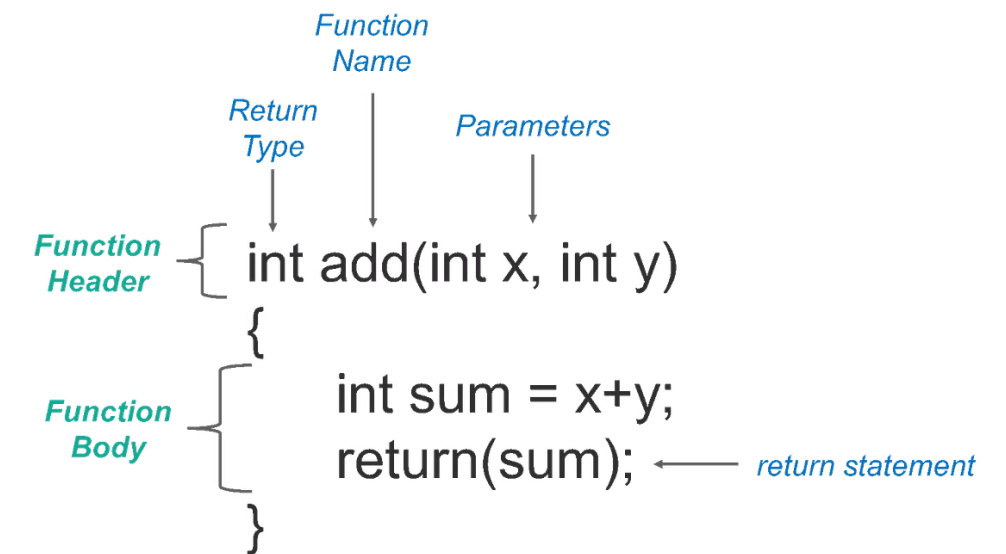 Function
Name
Return
Type
Parameters
Function
Header
int add(int x, int y)
{
Function
Body
int sum = x+y;
return(sum);
return statement
}